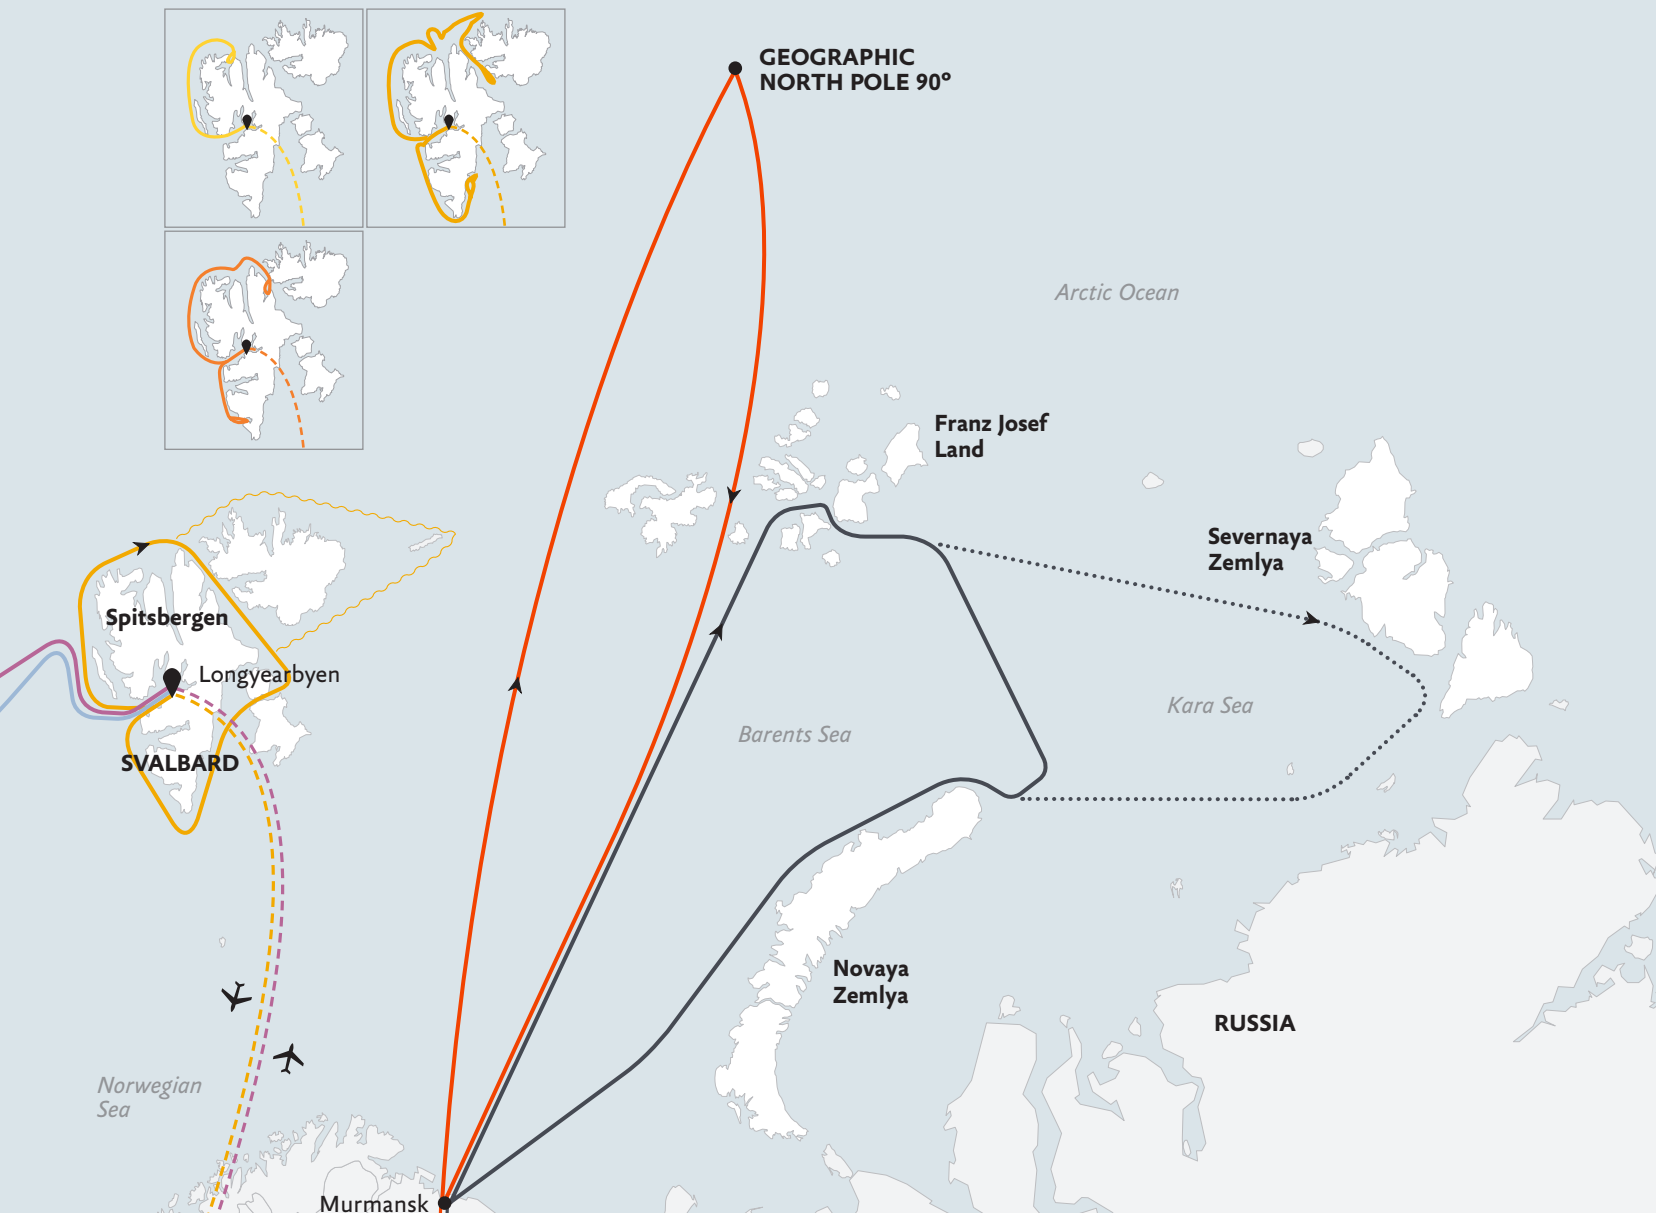 GEOGRAPHIC
NORTH POLE 90º
Arctic Ocean
Franz Josef
Land
Severnaya
Zemlya
Spitsbergen
Longyearbyen
Kara Sea
Barents Sea
SVALBARD
Novaya
Zemlya
RUSSIA
Norwegian
Sea
Murmansk